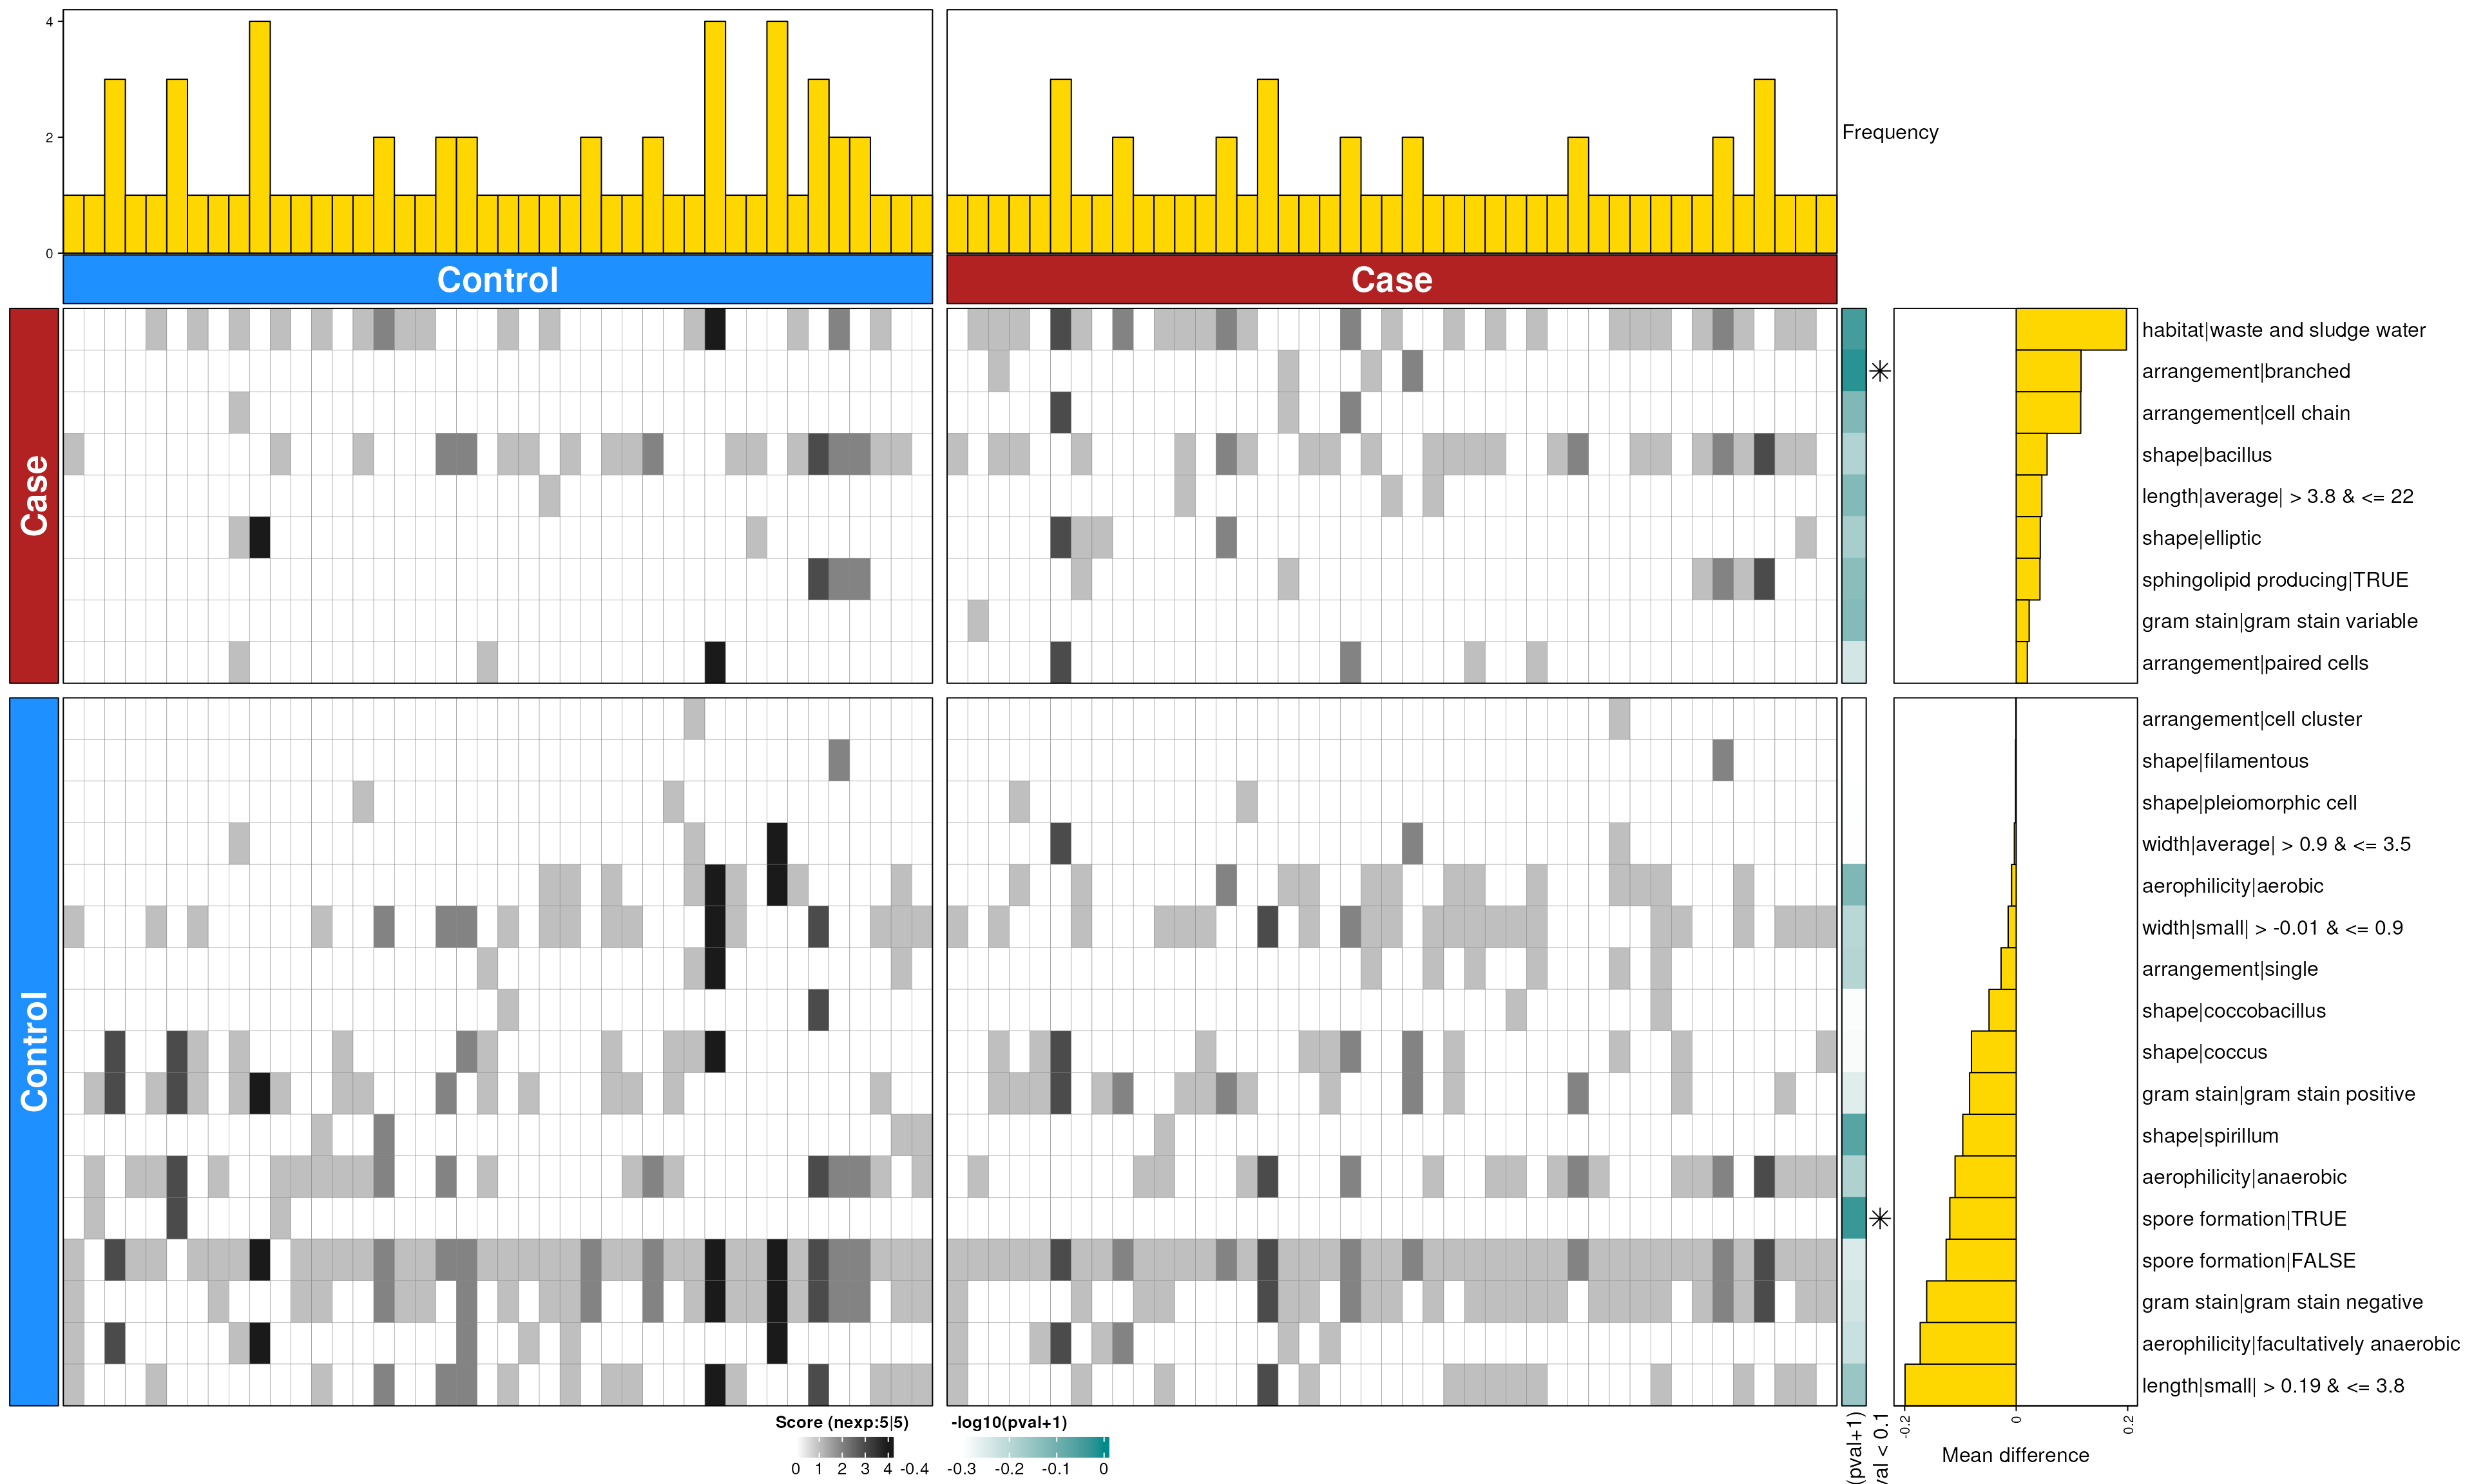 4
2
0
Frequency
Control
Case
Case
habitat|waste and sludge water
arrangement|branched
arrangement|cell chain
shape|bacillus
length|average| > 3.8 & <= 22
shape|elliptic
sphingolipid producing|TRUE
gram stain|gram stain variable
arrangement|paired cells
Control
arrangement|cell cluster
shape|filamentous
shape|pleiomorphic cell
width|average| > 0.9 & <= 3.5
aerophilicity|aerobic
width|small| > -0.01 & <= 0.9
arrangement|single
shape|coccobacillus
shape|coccus
gram stain|gram stain positive
shape|spirillum
aerophilicity|anaerobic
spore formation|TRUE
spore formation|FALSE
gram stain|gram stain negative
aerophilicity|facultatively anaerobic
length|small| > 0.19 & <= 3.8
(pval+1)
val < 0.1
-0.2
0
0.2
Mean difference
Score (nexp:5|5)
0 1 2 3 4
-log10(pval+1)
-0.4 -0.3 -0.2 -0.1 0